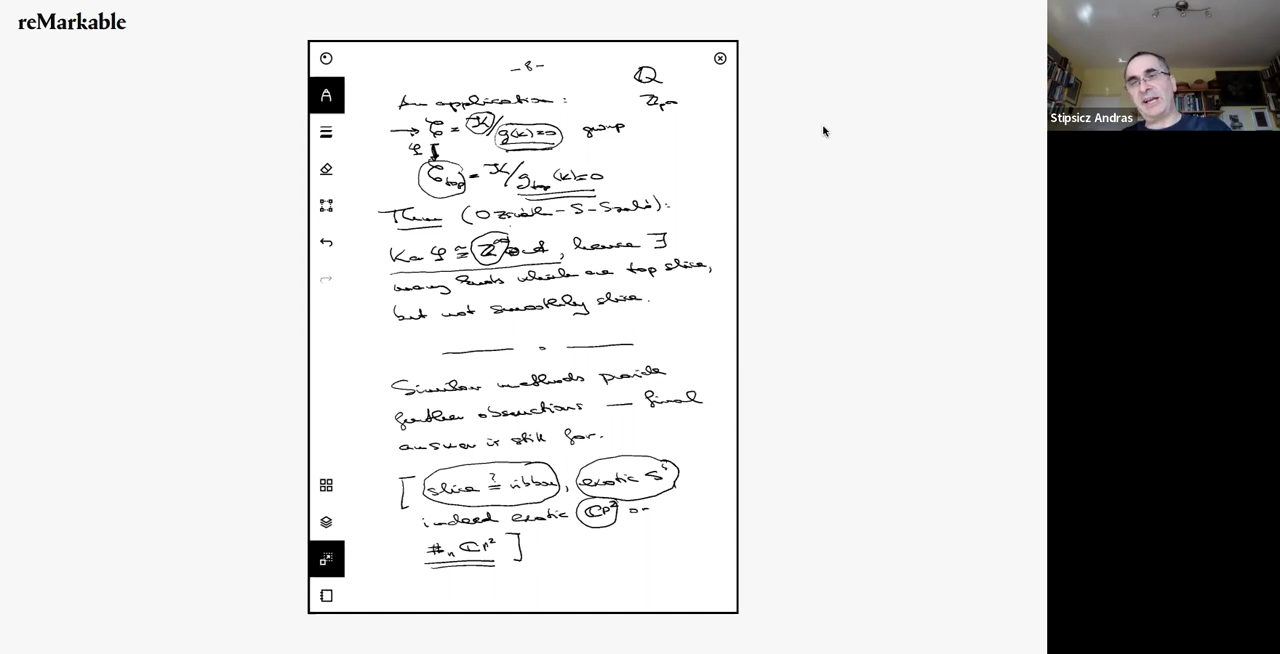 reMarkable
-8-
Q
An application:
Z_p∞
→ C = K/g(k)=0 group
φ ↓
C_top = K/g_top(k)=0
Thm (Ozsváth-S-Szabó):
Ker φ ≅ Z^∞ ⊕ A, hence ∃
many knots which are top slice,
but not smoothly slice.
Similar methods provide
further obstructions — final
answer is still far.
[ slice ?= ribbon, exotic S⁴
indeed exotic CP² or
#_n CP² ]
Stipsicz Andras